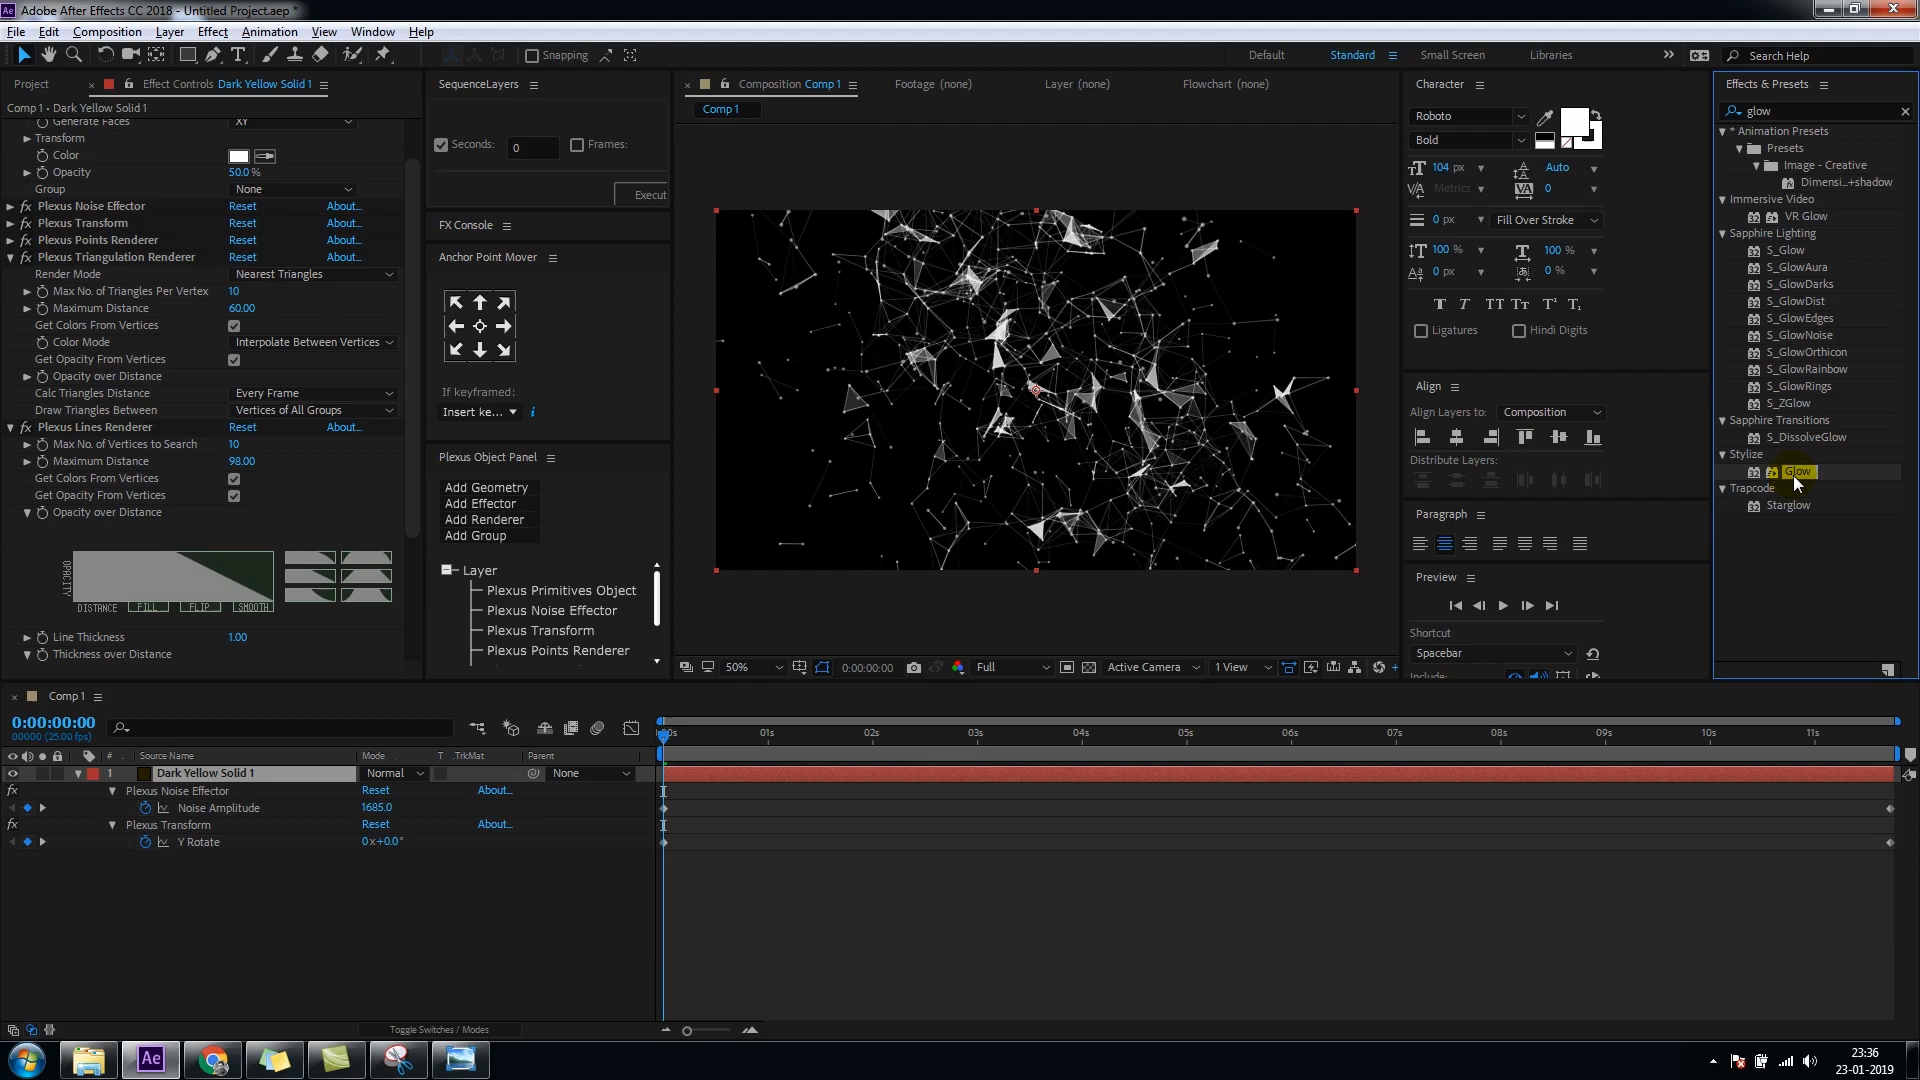 Adobe After Effects CC 2018 - Untitled Project.aep *
File Edit Composition Layer Effect Animation View Window Help
Snapping
Default Standard Small Screen Libraries
Search Help
Project
Effect Controls Dark Yellow Solid 1
Comp 1 • Dark Yellow Solid 1
Generate Faces XY
Transform
Color
Opacity 50.0 %
Group None
Plexus Noise Effector Reset About...
Plexus Transform Reset About...
Plexus Points Renderer Reset About...
Plexus Triangulation Renderer Reset About...
Render Mode Nearest Triangles
Max No. of Triangles Per Vertex 10
Maximum Distance 60.00
Get Colors From Vertices
Color Mode Interpolate Between Vertices
Get Opacity From Vertices
Opacity over Distance
Calc Triangles Distance Every Frame
Draw Triangles Between Vertices of All Groups
Plexus Lines Renderer Reset About...
Max No. of Vertices to Search 10
Maximum Distance 98.00
Get Colors From Vertices
Get Opacity From Vertices
Opacity over Distance
OPACITY
DISTANCE FILL FLIP SMOOTH
Line Thickness 1.00
Thickness over Distance
SequenceLayers
Seconds: 0 Frames:
Execut
FX Console
Anchor Point Mover
If keyframed:
Insert ke... i
Plexus Object Panel
Add Geometry
Add Effector
Add Renderer
Add Group
Layer
Plexus Primitives Object
Plexus Noise Effector
Plexus Transform
Plexus Points Renderer
Composition Comp 1 Footage (none) Layer (none) Flowchart (none)
Comp 1
50% 0:00:00:00 Full Active Camera 1 View
Character
Roboto
Bold
104 px Auto
Metrics 0
0 px Fill Over Stroke
100 % 100 %
0 px 0 %
Ligatures Hindi Digits
Align
Align Layers to: Composition
Distribute Layers:
Paragraph
Preview
Shortcut
Spacebar
Include:
Effects & Presets
glow
* Animation Presets
Presets
Image - Creative
Dimensi...+shadow
Immersive Video
VR Glow
Sapphire Lighting
S_Glow
S_GlowAura
S_GlowDarks
S_GlowDist
S_GlowEdges
S_GlowNoise
S_GlowOrthicon
S_GlowRainbow
S_GlowRings
S_ZGlow
Sapphire Transitions
S_DissolveGlow
Stylize
Glow
Trapcode
Starglow
Comp 1
0:00:00:00
00000 (25.00 fps)
01s 02s 03s 04s 05s 06s 07s 08s 09s 10s 11s
# Source Name Mode T .TrkMat Parent
1 Dark Yellow Solid 1 Normal None
Plexus Noise Effector Reset About...
Noise Amplitude 1685.0
Plexus Transform Reset About...
Y Rotate 0x+0.0°
Toggle Switches / Modes
23:36
23-01-2019